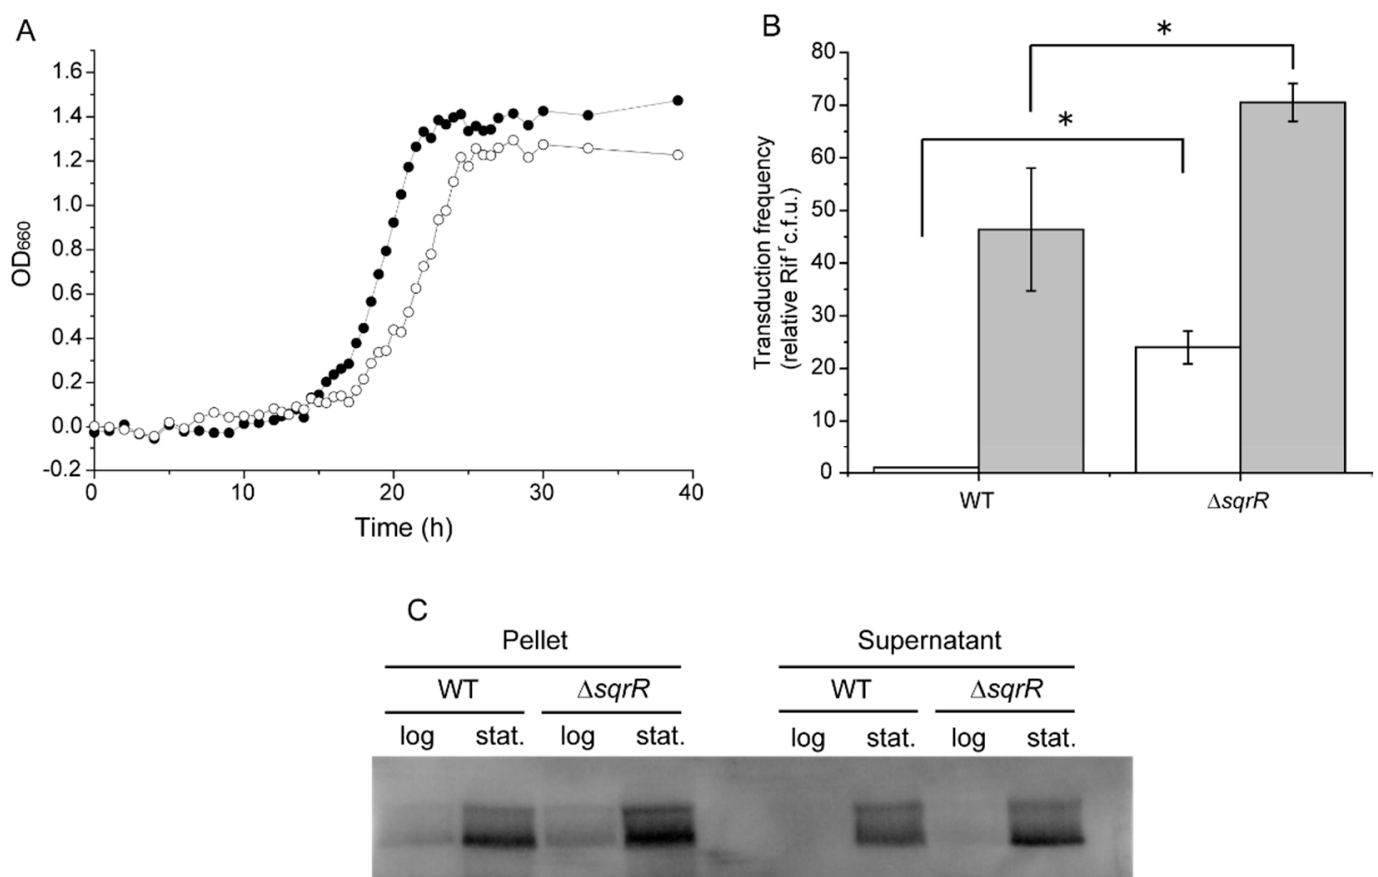 A
1.6
1.4
1.2
1.0
0.8
0.6
0.4
0.2
0.0
-0.2
OD660
0
10
20
30
40
Time (h)
B
80
70
60
50
40
30
20
10
0
Transduction frequency
(relative Rif r c.f.u.)
*
*
WT
ΔsqrR
C
Pellet Supernatant
WT ΔsqrR WT ΔsqrR
log stat. log stat. log stat. log stat.